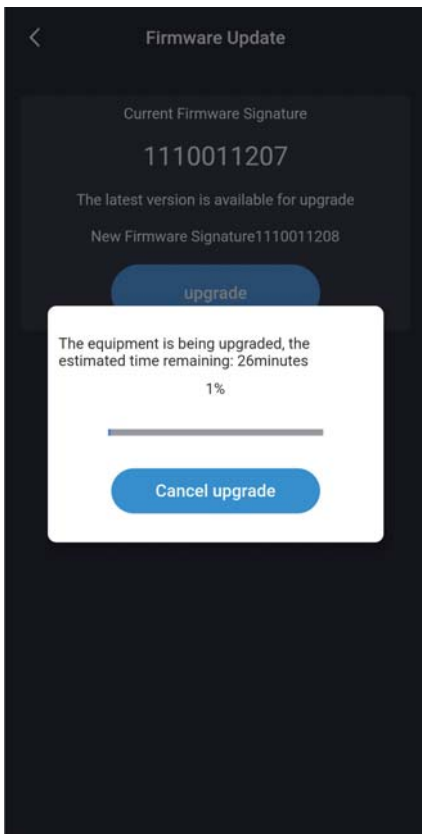 Firmware Update
Current Firmware Signature
1110011207
The latest version is available for upgrade
New Firmware Signature1110011208
upgrade
The equipment is being upgraded, the
estimated time remaining: 26minutes
1%
Cancel upgrade